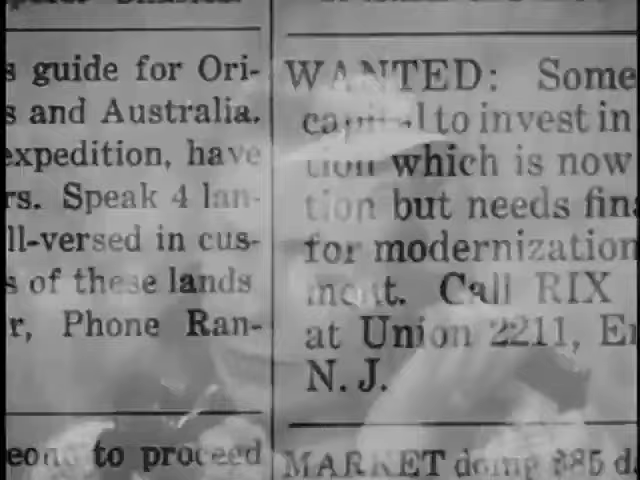 s guide for Ori-
s and Australia.
expedition, have
rs. Speak 4 lan-
ll-versed in cus-
s of these lands
r, Phone Ran-
to proceed
WANTED: Some
capital to invest in
tion which is now
tion but needs fin
for modernization
ment. Call RIX
at Union 2211, E
N. J.
MARKET doing $85 d